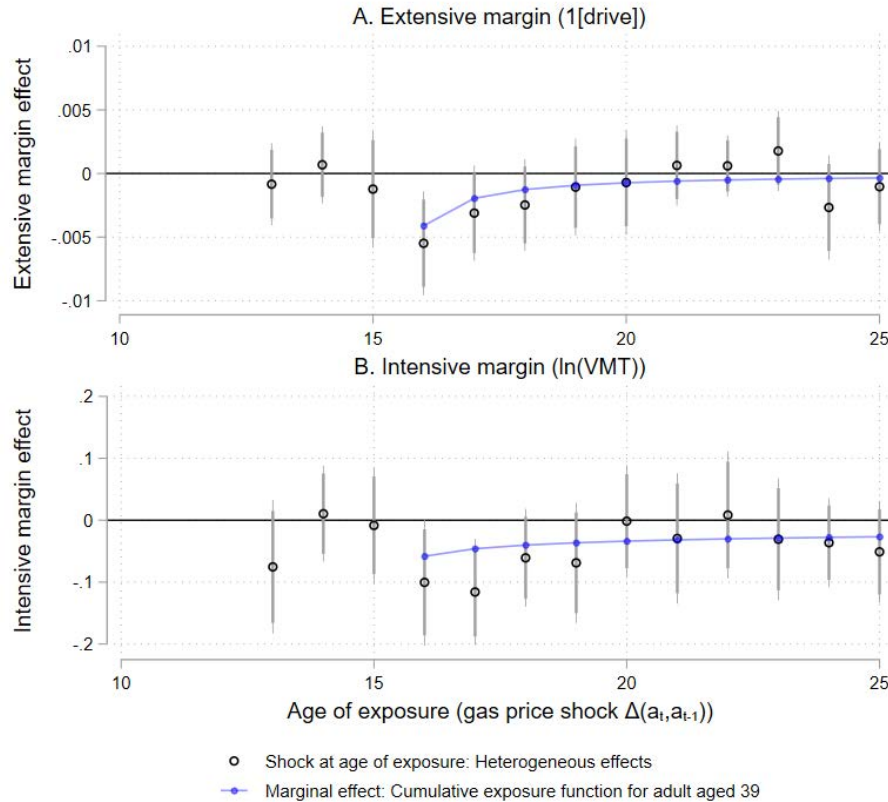 A. Extensive margin (1[drive])
.01
.005
0
-.005
-.01
Extensive margin effect
10 15 20 25
B. Intensive margin (ln(VMT))
.2
.1
0
-.1
-.2
Intensive margin effect
10 15 20 25
Age of exposure (gas price shock Δ(aₜ,aₜ₋₁))
Shock at age of exposure: Heterogeneous effects
Marginal effect: Cumulative exposure function for adult aged 39